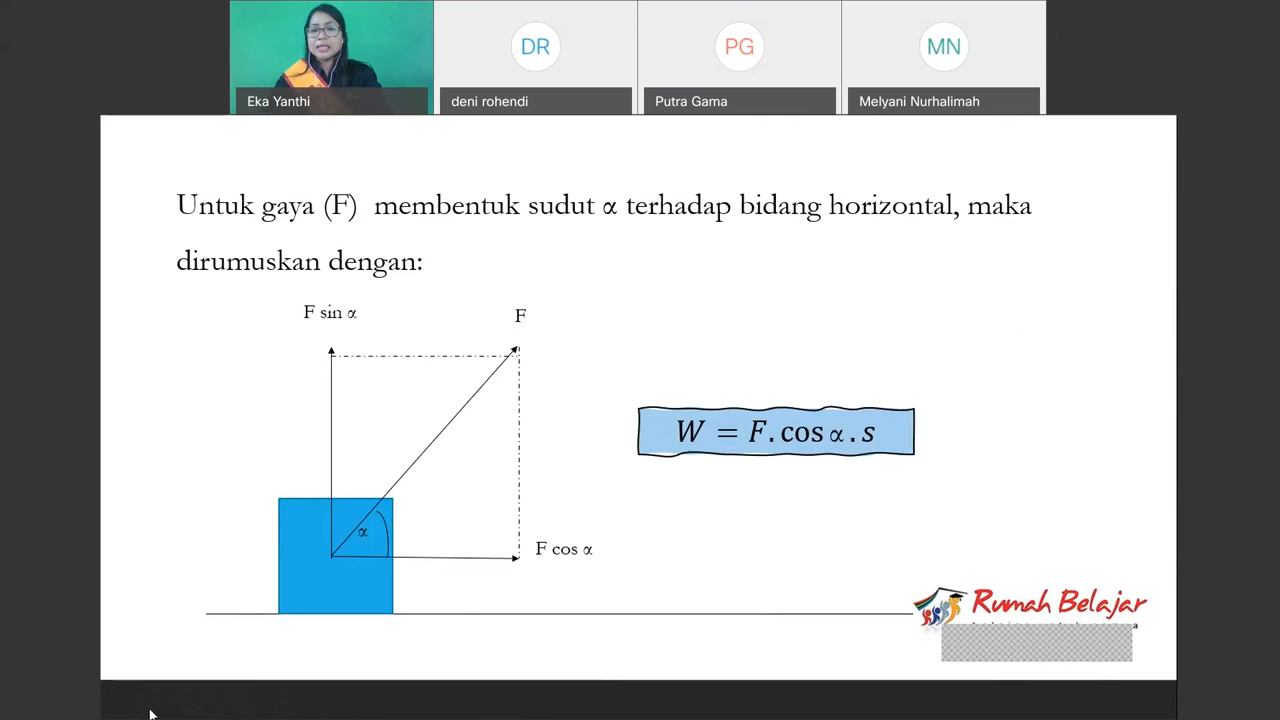 DR
PG
MN
Eka Yanthi
deni rohendi
Putra Gama
Melyani Nurhalimah
Untuk gaya (F) membentuk sudut α terhadap bidang horizontal, maka
dirumuskan dengan:
F sin α
F
W = F.cos α.s
α
F cos α
Rumah Belajar